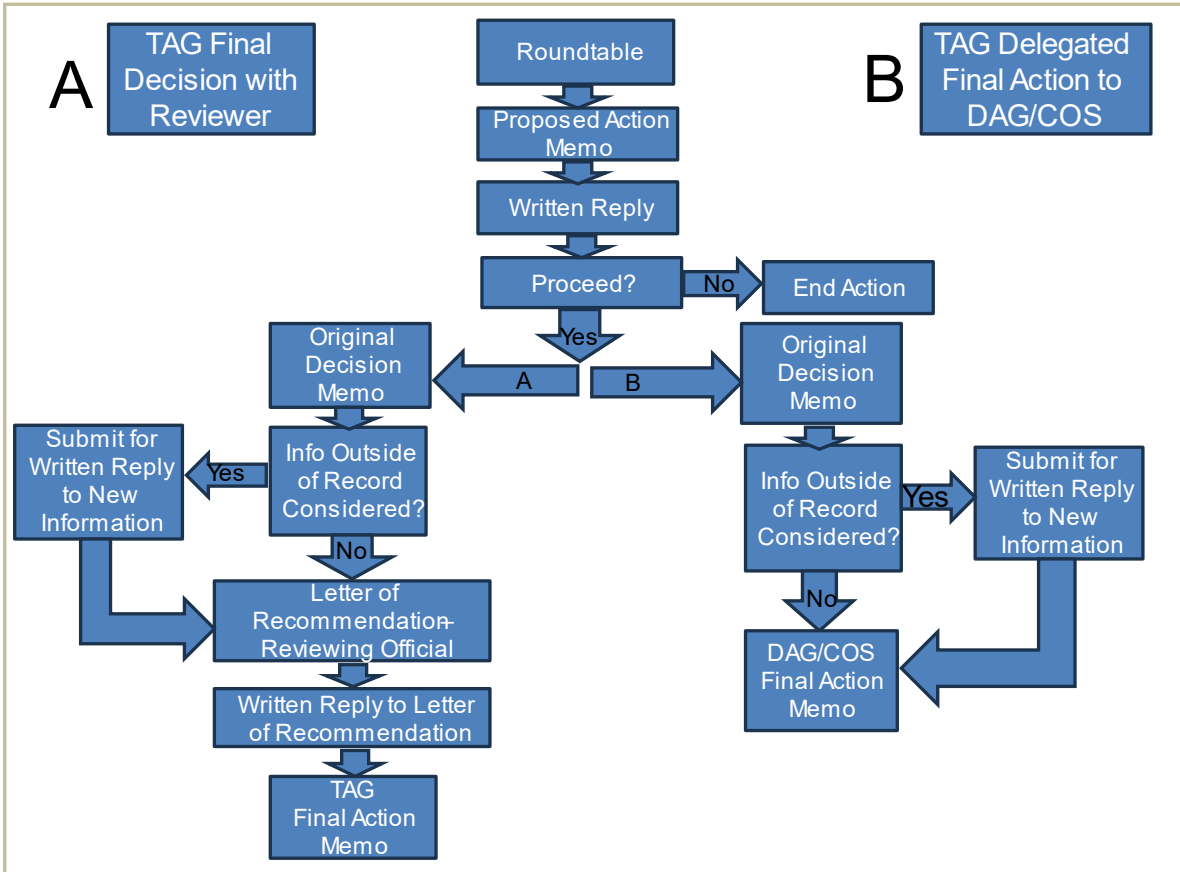 A
TAG Final
Decision with
Reviewer
Roundtable
B
TAG Delegated
Final Action to
DAG/COS
Proposed Action
Memo
Written Reply
Proceed?
No
End Action
Yes
A
B
Original
Decision
Memo
Original
Decision
Memo
Submit for
Written Reply
to New
Information
Yes
Info Outside
of Record
Considered?
Info Outside
of Record
Considered?
Yes
Submit for
Written Reply
to New
Information
No
No
Letter of
Recommendation–
Reviewing Official
DAG/COS
Final Action
Memo
Written Reply to Letter
of Recommendation
TAG
Final Action
Memo